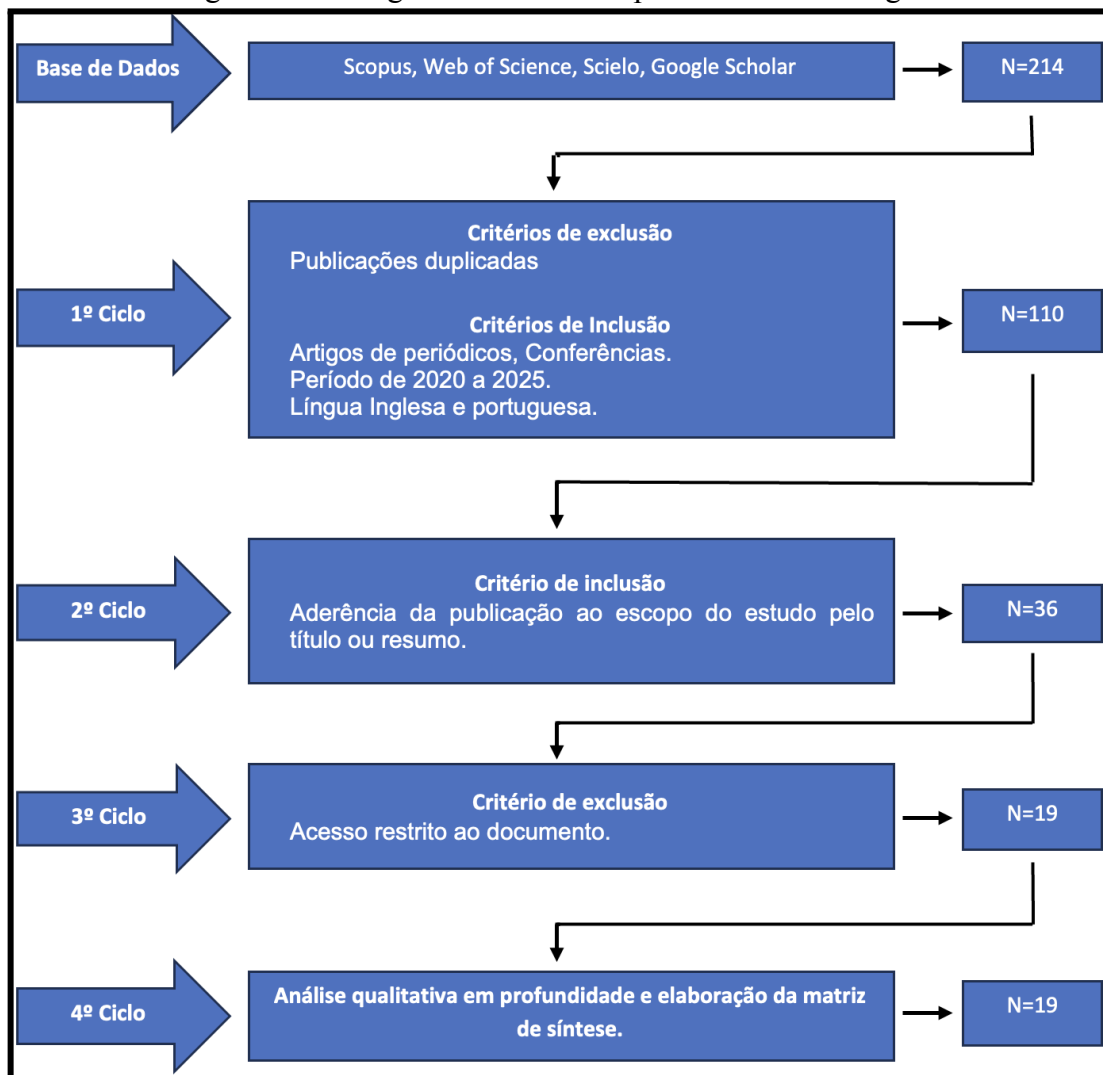 Base de Dados
Scopus, Web of Science, Scielo, Google Scholar
N=214
1º Ciclo
Critérios de exclusão
Publicações duplicadas
Critérios de Inclusão
Artigos de periódicos, Conferências.
Período de 2020 a 2025.
Língua Inglesa e portuguesa.
N=110
2º Ciclo
Critério de inclusão
Aderência da publicação ao escopo do estudo pelo
título ou resumo.
N=36
3º Ciclo
Critério de exclusão
Acesso restrito ao documento.
N=19
4º Ciclo
Análise qualitativa em profundidade e elaboração da matriz
de síntese.
N=19